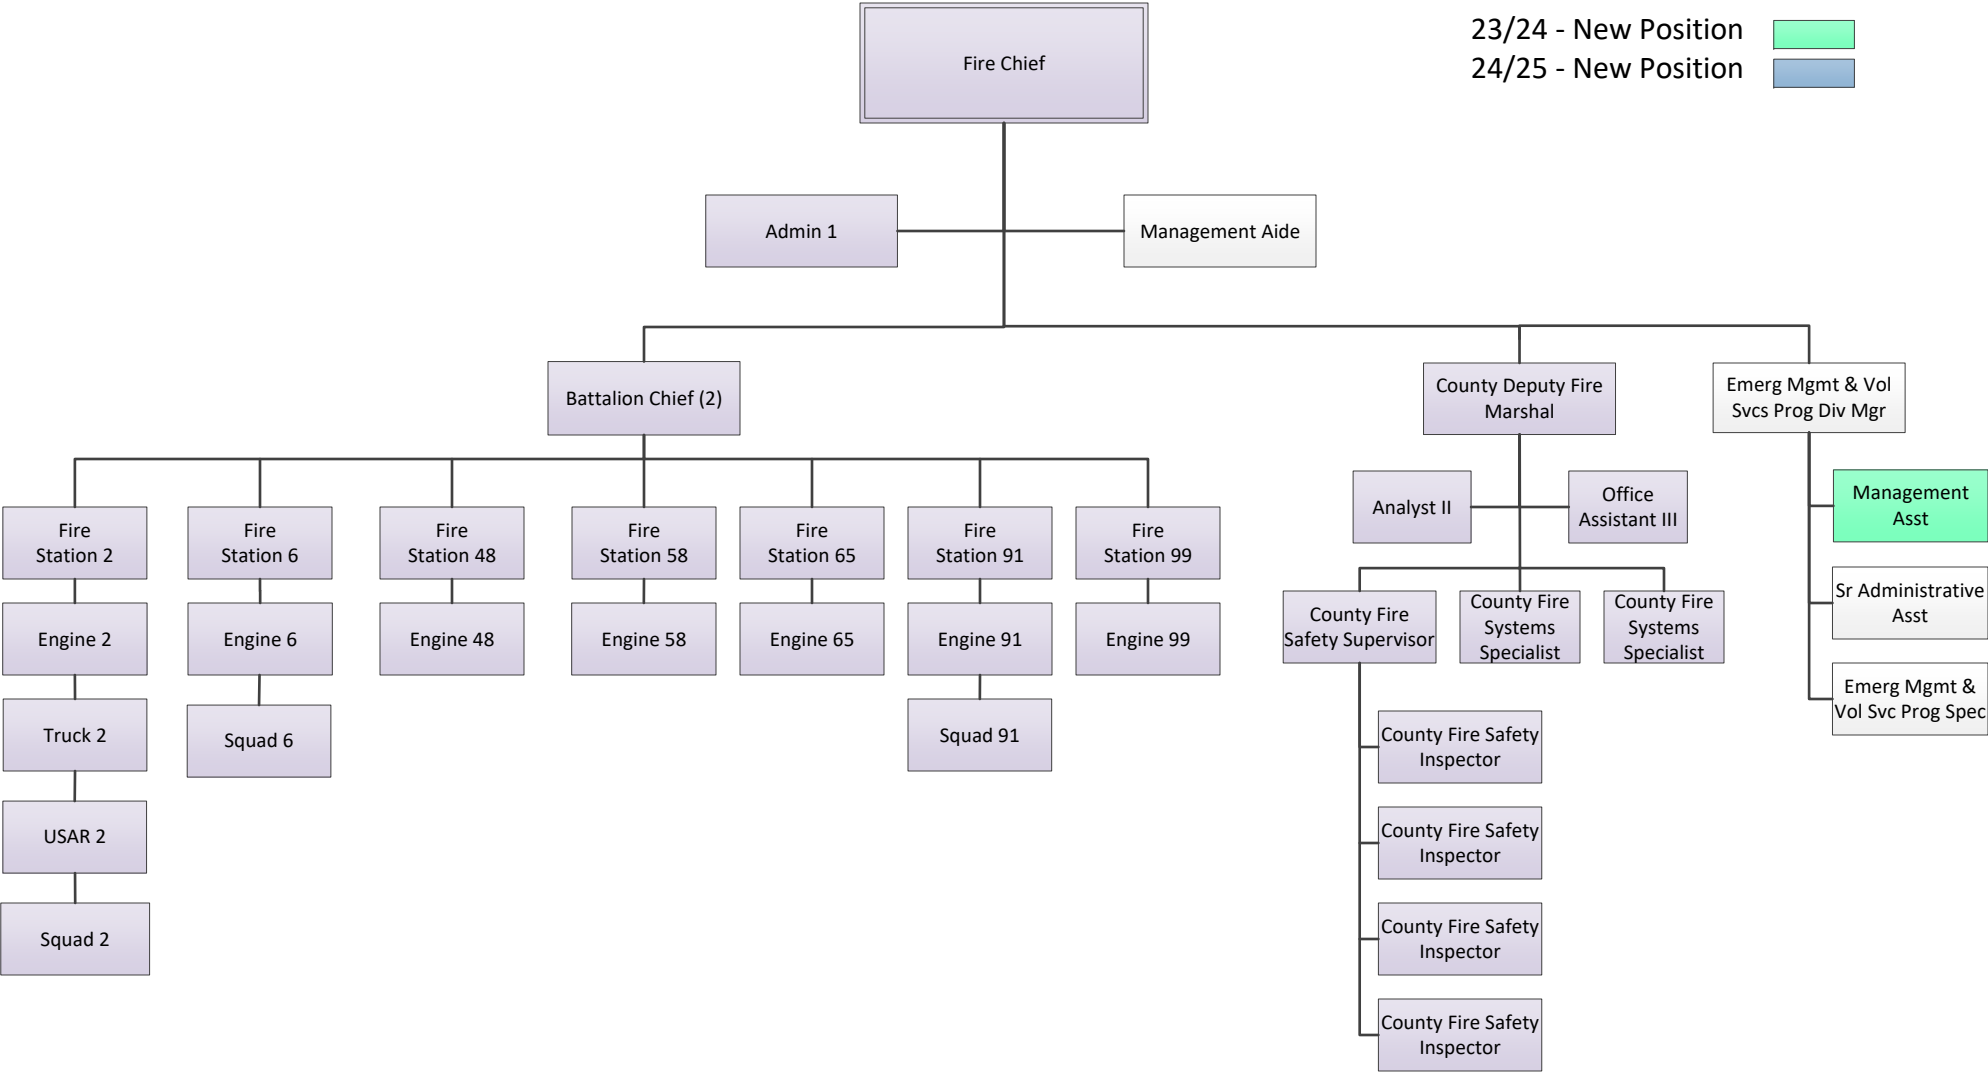 Fire Chief
23/24 - New Position
24/25 - New Position
Admin 1
Management Aide
Battalion Chief (2)
County Deputy Fire
Marshal
Emerg Mgmt & Vol
Svcs Prog Div Mgr
Fire
Station 2
Fire
Station 6
Fire
Station 48
Fire
Station 58
Fire
Station 65
Fire
Station 91
Fire
Station 99
Analyst II
Office
Assistant III
Management
Asst
Engine 2
Engine 6
Engine 48
Engine 58
Engine 65
Engine 91
Engine 99
County Fire
Safety Supervisor
County Fire
Systems
Specialist
County Fire
Systems
Specialist
Sr Administrative
Asst
Truck 2
Squad 6
Squad 91
County Fire Safety
Inspector
Emerg Mgmt &
Vol Svc Prog Spec
USAR 2
County Fire Safety
Inspector
Squad 2
County Fire Safety
Inspector
County Fire Safety
Inspector